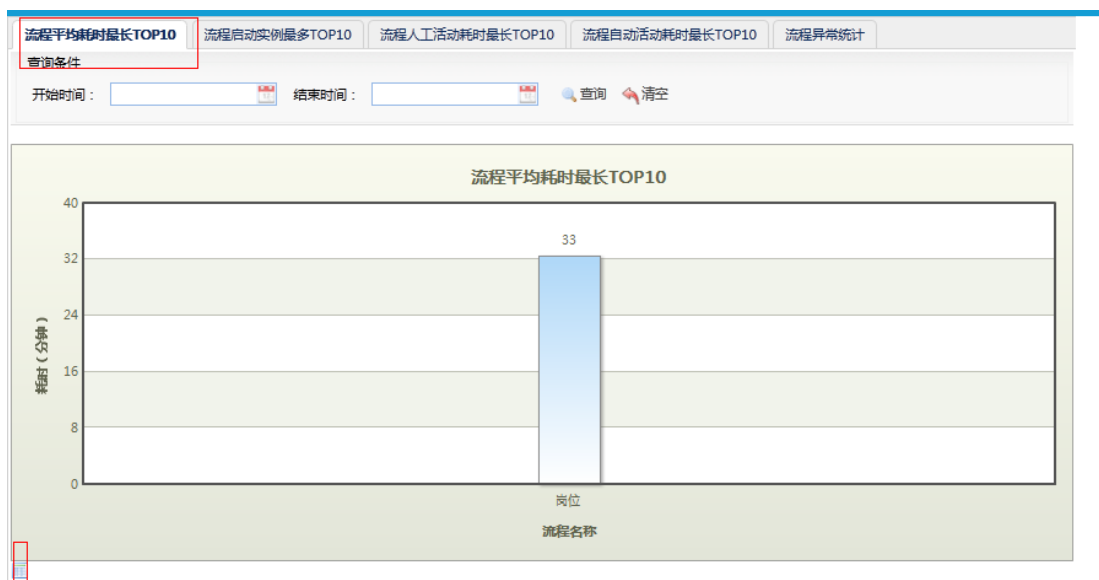 流程平均耗时最长TOP10 流程启动实例最多TOP10 流程人工活动耗时最长TOP10 流程自动活动耗时最长TOP10 流程异常统计
查询条件
开始时间： 结束时间： 查询 清空
流程平均耗时最长TOP10
40
33
32
24
16
8
0
耗时（分钟）
岗位
流程名称